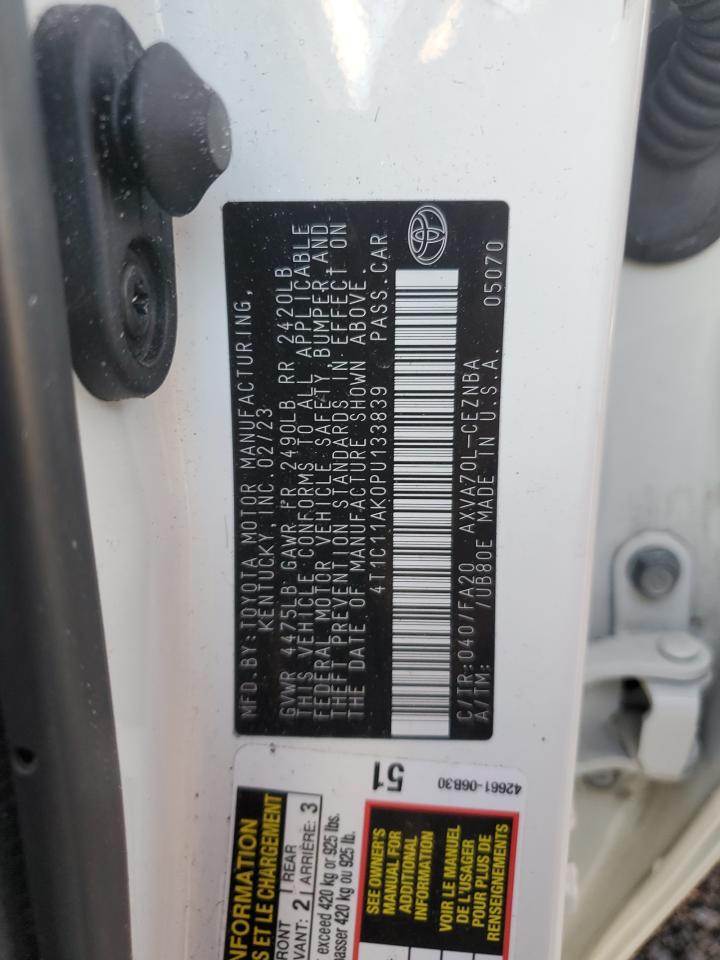 MFD.BY:TOYOTA MOTOR MANUFACTURING,
KENTUCKY,INC. 02/23
GVWR 4475LB GAWR FR 2490LB RR 2420LB
THIS VEHICLE CONFORMS TO ALL APPLICABLE
FEDERAL MOTOR VEHICLE SAFETY,BUMPER,AND
THEFT PREVENTION STANDARDS IN EFFECT ON
THE DATE OF MANUFACTURE SHOWN ABOVE.
4T1C11AK0PU133839 PASS.CAR
C/TR:040/FA20 AXVA70L-CEZNBA
A/TM: /UB80E MADE IN U.S.A. 05070
51
42661-06B30
INFORMATION
S ET LE CHARGEMENT
RONT 2 REAR 3
VANT: ARRIÈRE:
exceed 420 kg or 925 lbs.
passer 420 kg ou 925 lb.
SEE OWNER'S
MANUAL FOR
ADDITIONAL
INFORMATION
VOIR LE MANUEL
DE L'USAGER
POUR PLUS DE
RENSEIGNEMENTS